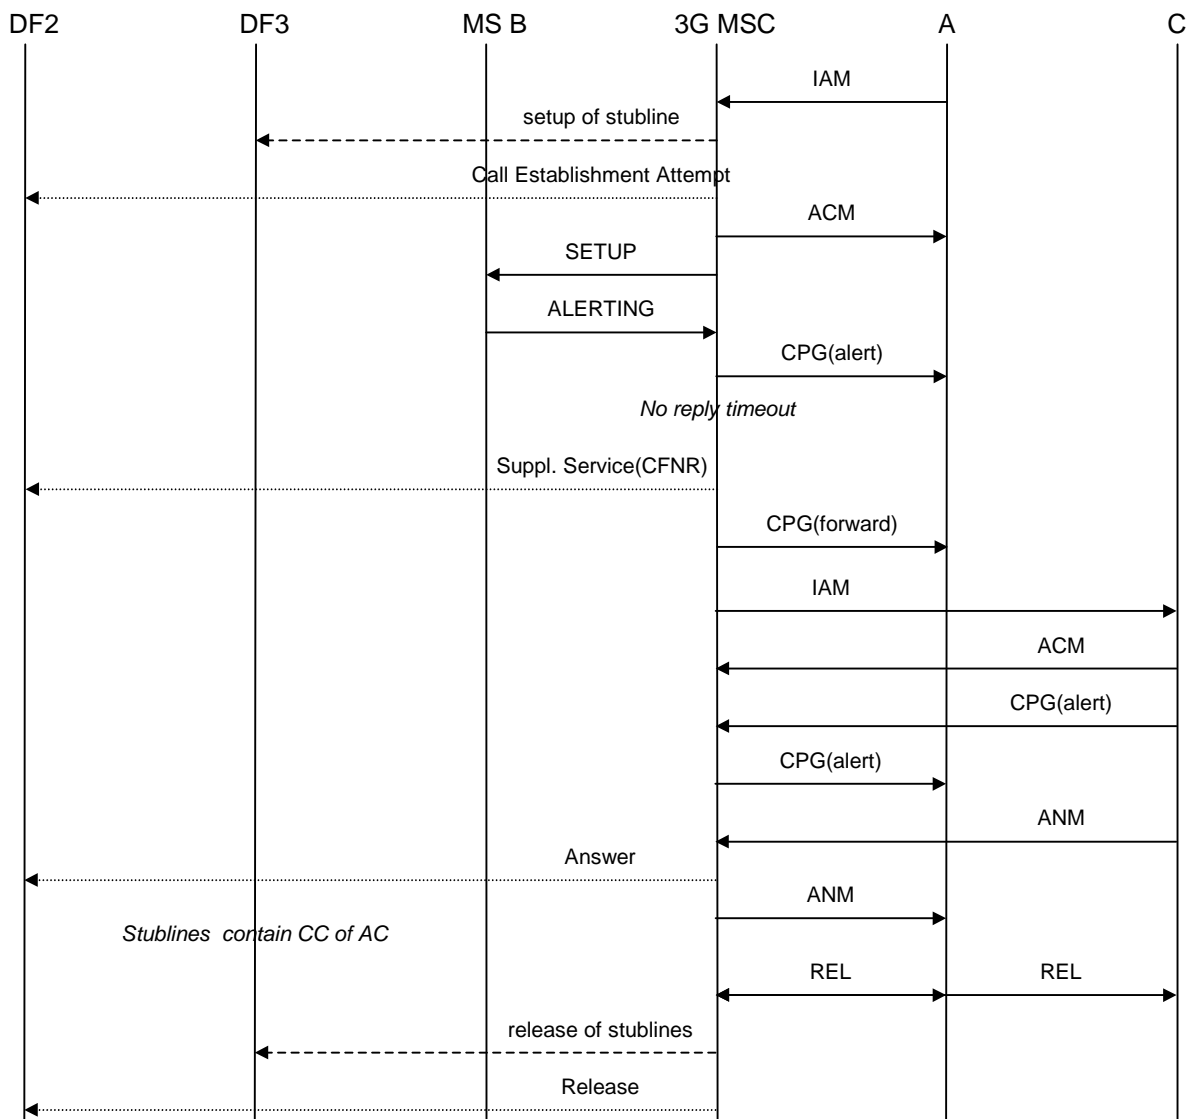 DF2 DF3 MS B 3G MSC A C
IAM
setup of stubline
Call Establishment Attempt
ACM
SETUP
ALERTING
CPG(alert)
No reply timeout
Suppl. Service(CFNR)
CPG(forward)
IAM
ACM
CPG(alert)
CPG(alert)
ANM
Answer
ANM
Stublines contain CC of AC
REL REL
release of stublines
Release